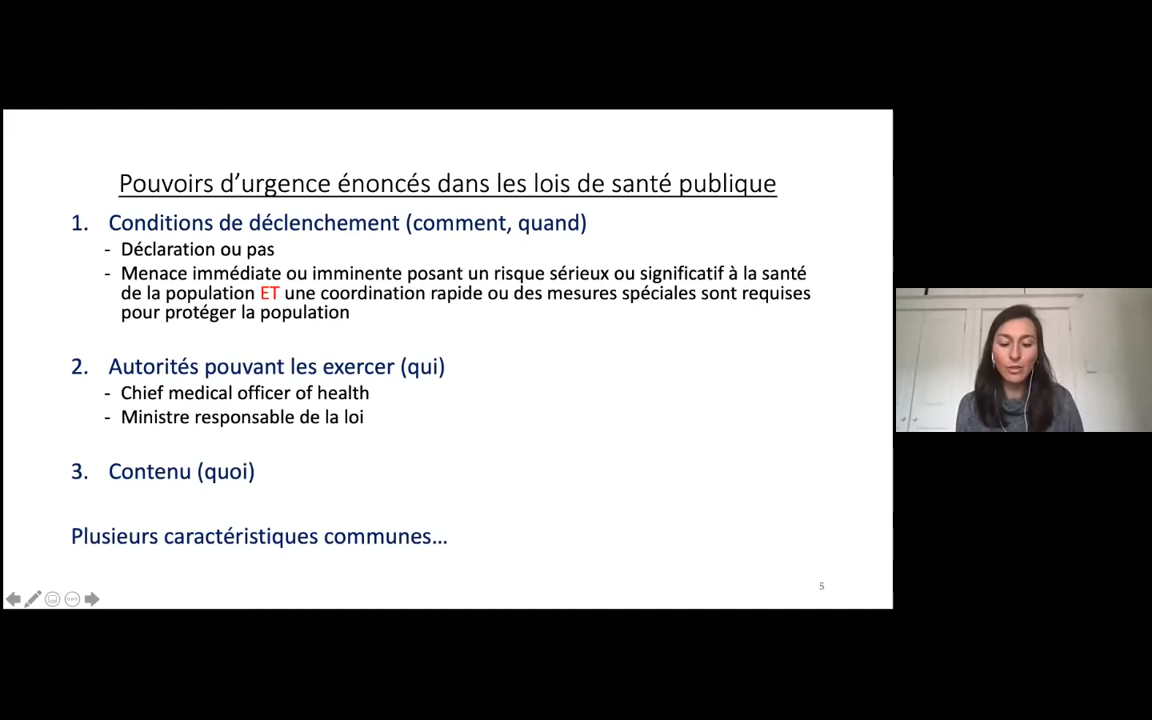 Pouvoirs d’urgence énoncés dans les lois de santé publique
1. Conditions de déclenchement (comment, quand)
- Déclaration ou pas
- Menace immédiate ou imminente posant un risque sérieux ou significatif à la santé
de la population ET une coordination rapide ou des mesures spéciales sont requises
pour protéger la population
2. Autorités pouvant les exercer (qui)
- Chief medical officer of health
- Ministre responsable de la loi
3. Contenu (quoi)
Plusieurs caractéristiques communes…
5